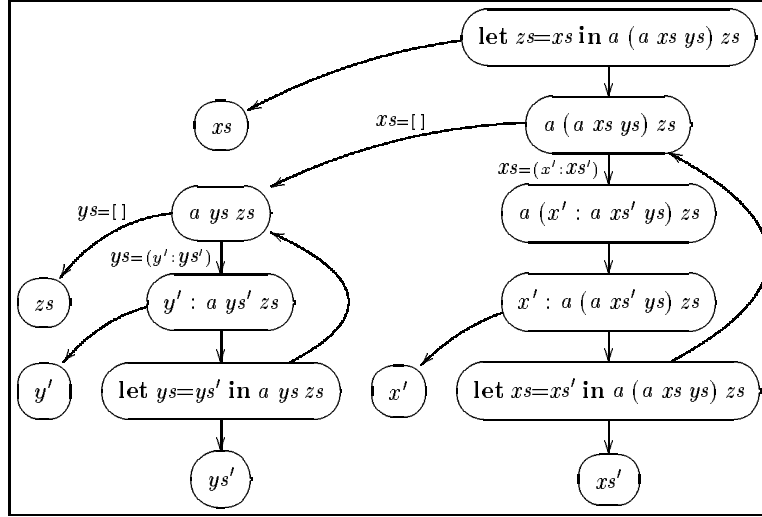 let zs=xs in a (a xs ys) zs
xs
a (a xs ys) zs
xs=[ ]
xs=(x′:xs′)
ys=[ ]
a ys zs
a (x′ : a xs′ ys) zs
ys=(y′:ys′)
zs
y′ : a ys′ zs
x′ : a (a xs′ ys) zs
y′
let ys=ys′ in a ys zs
x′
let xs=xs′ in a (a xs ys) zs
ys′
xs′